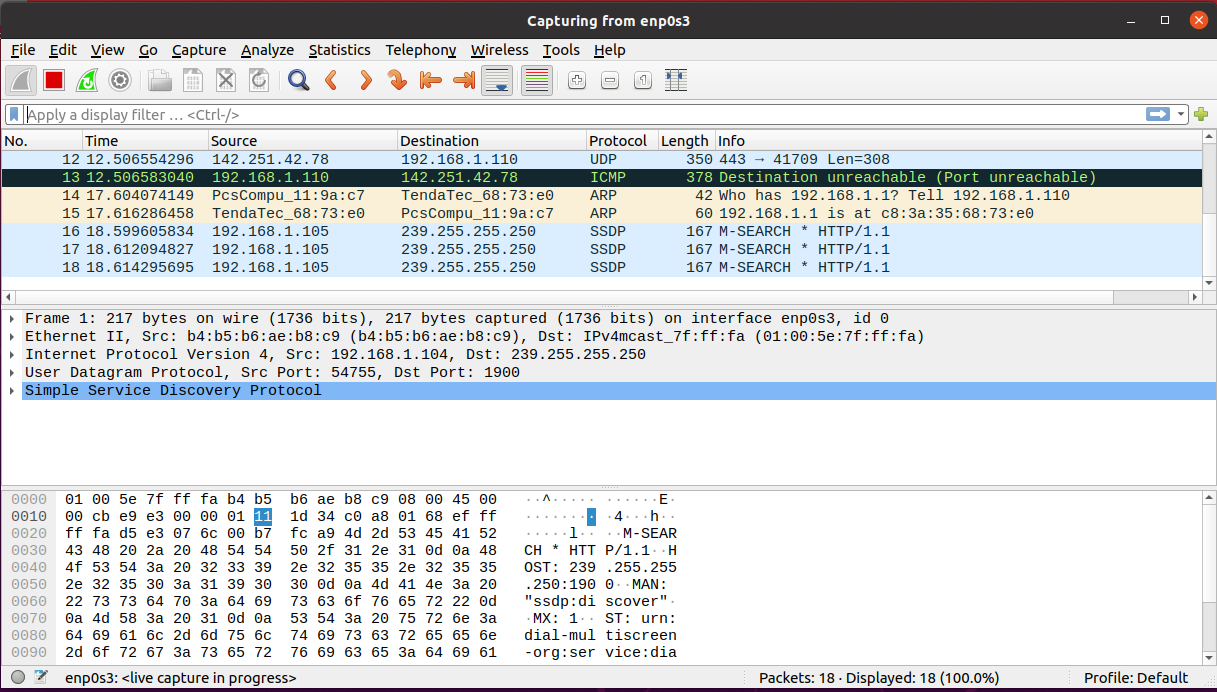 Capturing from enp0s3
File Edit View Go Capture Analyze Statistics Telephony Wireless Tools Help
Apply a display filter … <Ctrl-/>
No. Time Source Destination Protocol Length Info
12 12.506554296 142.251.42.78 192.168.1.110 UDP 350 443 → 41709 Len=308
13 12.506583040 192.168.1.110 142.251.42.78 ICMP 378 Destination unreachable (Port unreachable)
14 17.604074149 PcsCompu_11:9a:c7 TendaTec_68:73:e0 ARP 42 Who has 192.168.1.1? Tell 192.168.1.110
15 17.616286458 TendaTec_68:73:e0 PcsCompu_11:9a:c7 ARP 60 192.168.1.1 is at c8:3a:35:68:73:e0
16 18.599605834 192.168.1.105 239.255.255.250 SSDP 167 M-SEARCH * HTTP/1.1
17 18.612094827 192.168.1.105 239.255.255.250 SSDP 167 M-SEARCH * HTTP/1.1
18 18.614295695 192.168.1.105 239.255.255.250 SSDP 167 M-SEARCH * HTTP/1.1
Frame 1: 217 bytes on wire (1736 bits), 217 bytes captured (1736 bits) on interface enp0s3, id 0
Ethernet II, Src: b4:b5:b6:ae:b8:c9 (b4:b5:b6:ae:b8:c9), Dst: IPv4mcast_7f:ff:fa (01:00:5e:7f:ff:fa)
Internet Protocol Version 4, Src: 192.168.1.104, Dst: 239.255.255.250
User Datagram Protocol, Src Port: 54755, Dst Port: 1900
Simple Service Discovery Protocol
0000 01 00 5e 7f ff fa b4 b5 b6 ae b8 c9 08 00 45 00 ··^····· ······E·
0010 00 cb e9 e3 00 00 01 11 1d 34 c0 a8 01 68 ef ff ········ ·4···h··
0020 ff fa d5 e3 07 6c 00 b7 fc a9 4d 2d 53 45 41 52 ·····l·· ··M-SEAR
0030 43 48 20 2a 20 48 54 54 50 2f 31 2e 31 0d 0a 48 CH * HTT P/1.1··H
0040 4f 53 54 3a 20 32 33 39 2e 32 35 35 2e 32 35 35 OST: 239 .255.255
0050 2e 32 35 30 3a 31 39 30 30 0d 0a 4d 41 4e 3a 20 .250:190 0··MAN:
0060 22 73 73 64 70 3a 64 69 73 63 6f 76 65 72 22 0d "ssdp:di scover"·
0070 0a 4d 58 3a 20 31 0d 0a 53 54 3a 20 75 72 6e 3a ·MX: 1·· ST: urn:
0080 64 69 61 6c 2d 6d 75 6c 74 69 73 63 72 65 65 6e dial-mul tiscreen
0090 2d 6f 72 67 3a 73 65 72 76 69 63 65 3a 64 69 61 -org:ser vice:dia
enp0s3: <live capture in progress> Packets: 18 · Displayed: 18 (100.0%) Profile: Default